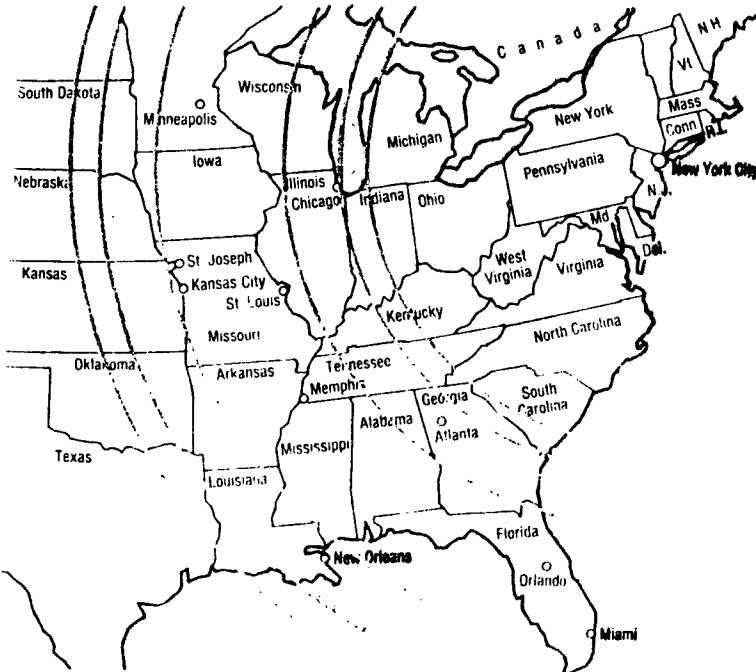 Canada
NH
Vt
South Dakota
Wisconsin
Minneapolis
Mass
New York
Conn
R.I.
Michigan
Iowa
Pennsylvania
New York City
Nebraska
Illinois
Chicago
Indiana
Ohio
N.J.
Md
Del.
St Joseph
West
Virginia
Virginia
Kansas
Kansas City
St Louis
Kentucky
Missouri
North Carolina
Oklahoma
Arkansas
Tennessee
Memphis
Georgia
South
Carolina
Alabama
Atlanta
Mississippi
Texas
Louisiana
Florida
New Orleans
Orlando
Miami